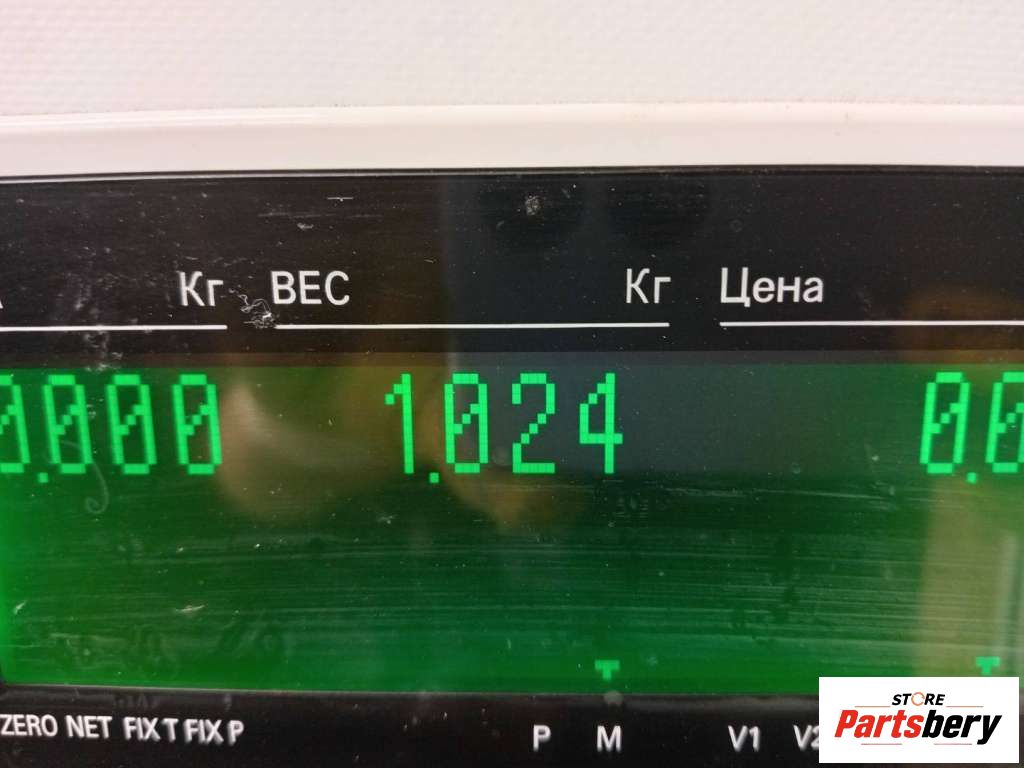 Кг ВЕС Кг Цена
0.000 1.024 0.0
ZERO NET FIX T FIX P P M V1 V2
STORE
Partsbery